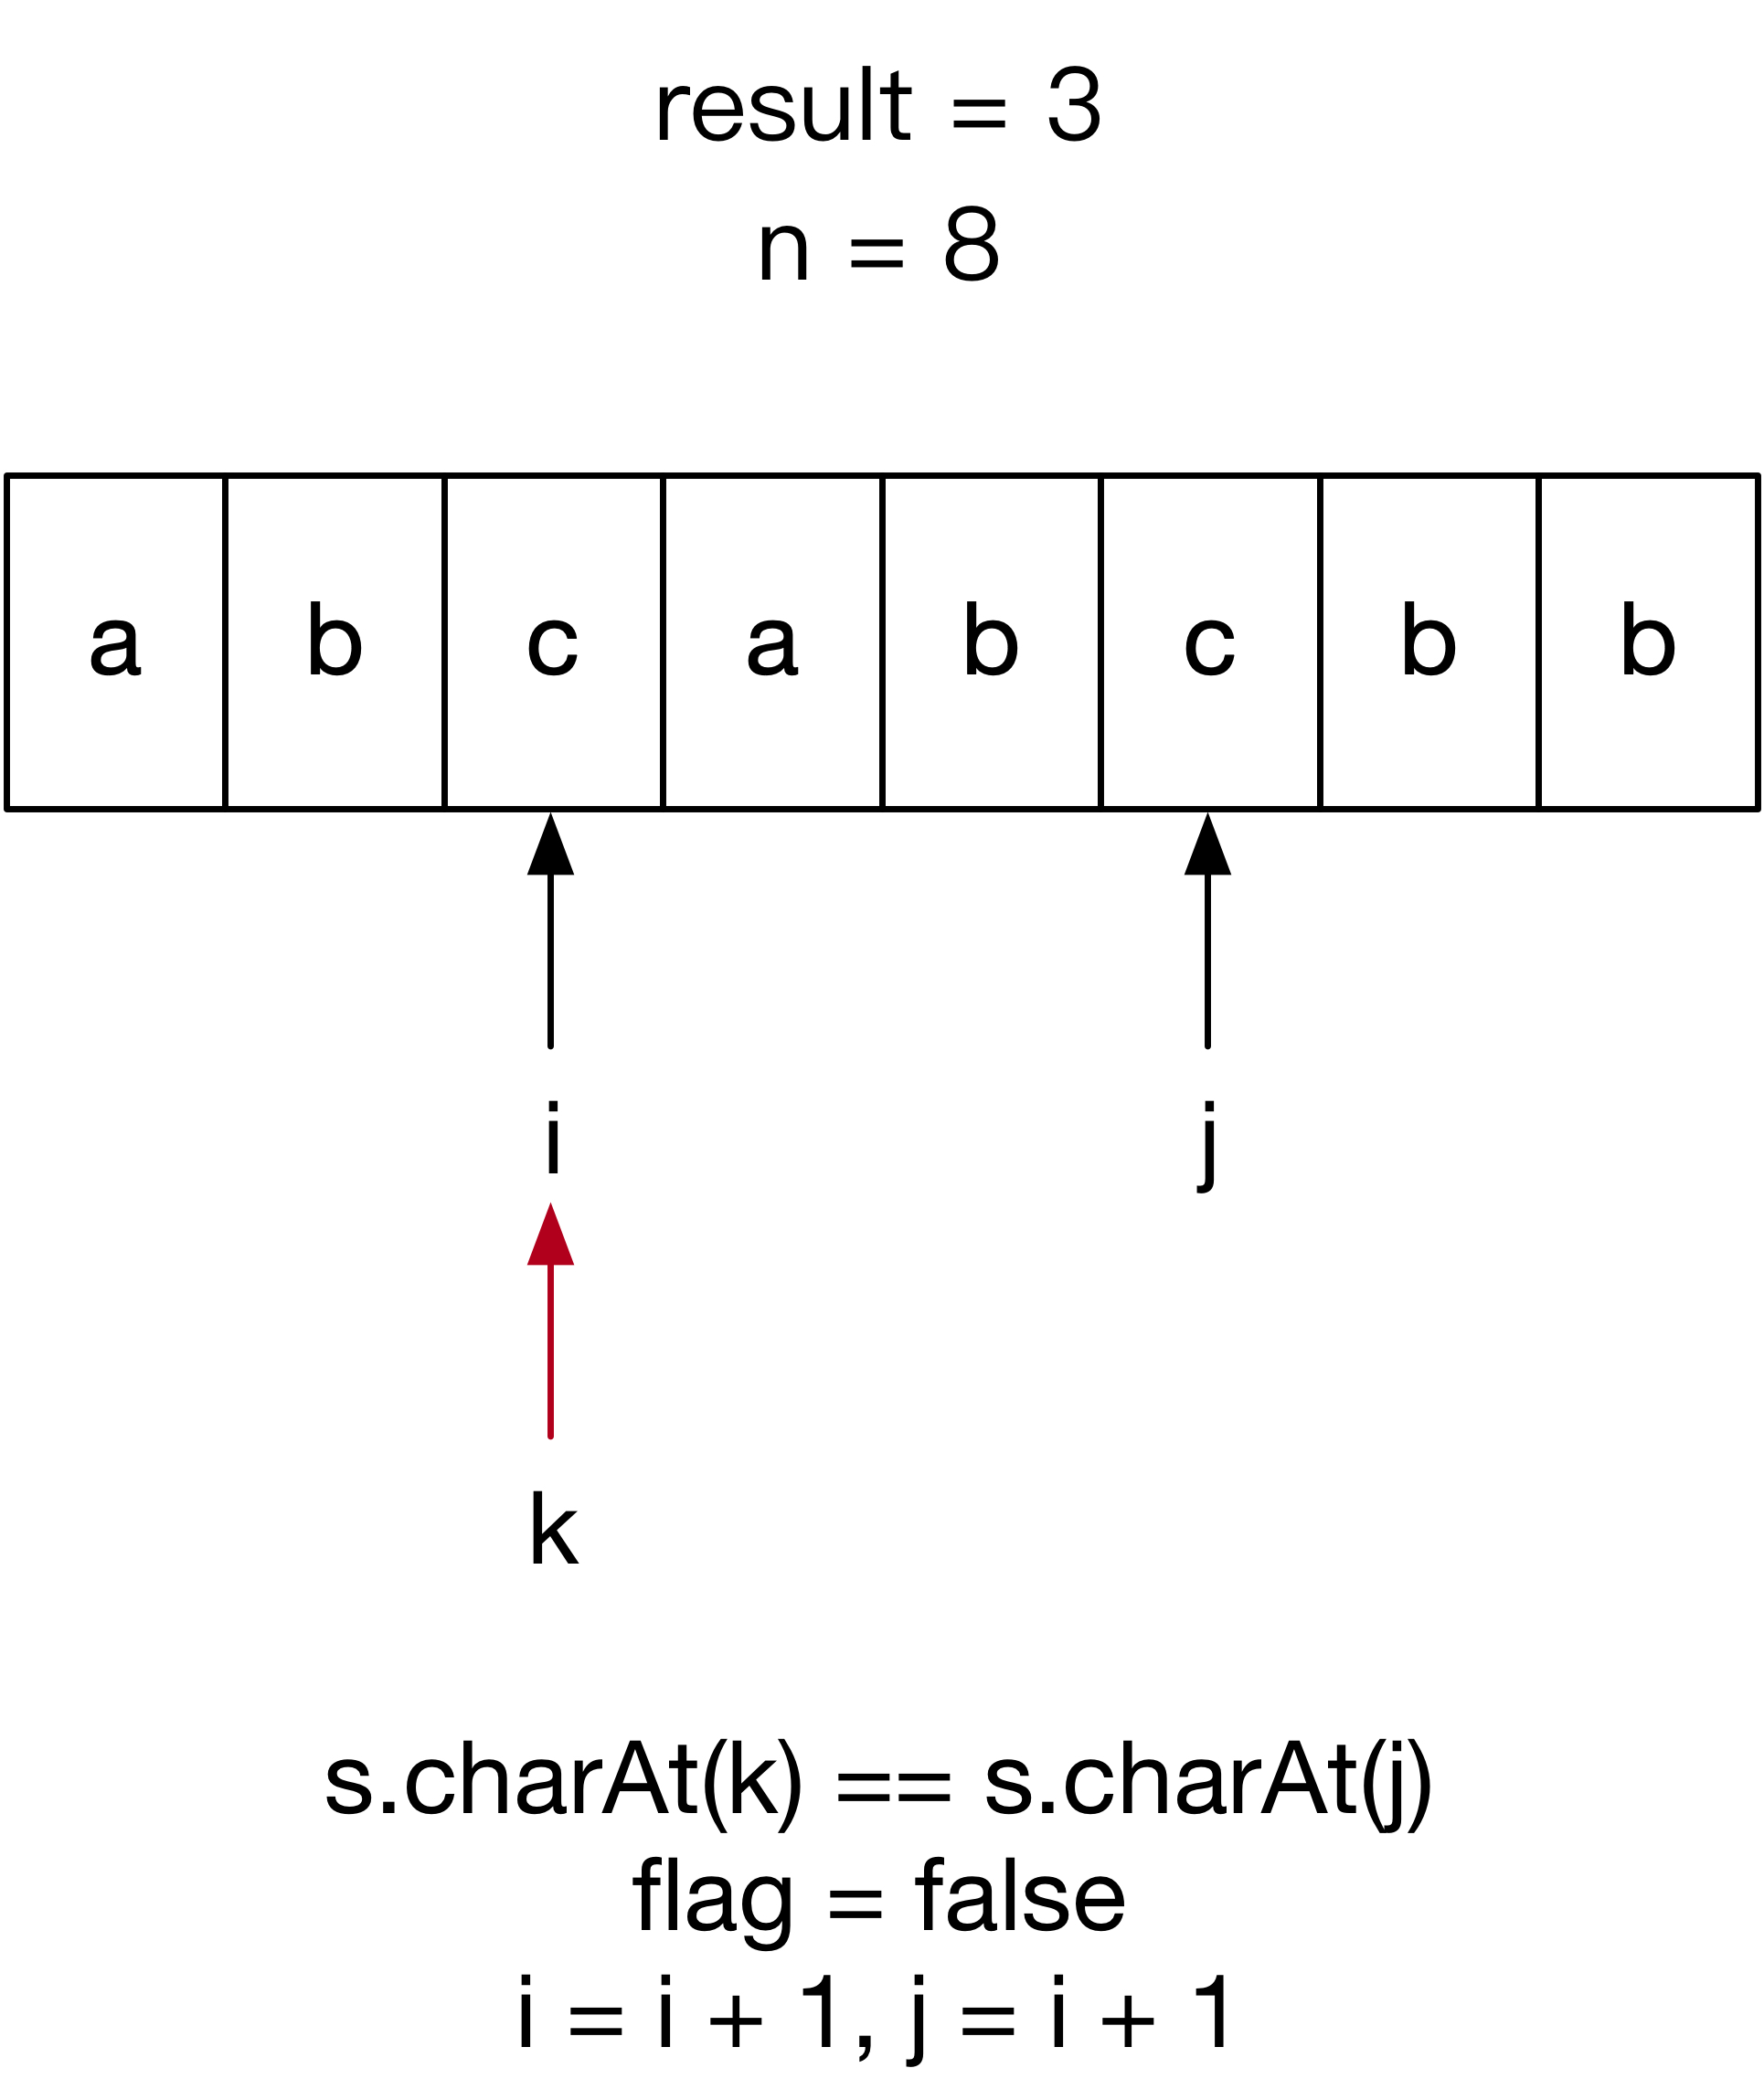 result = 3
n = 8
a b c a b c b b
i j
k
s.charAt(k) == s.charAt(j)
flag = false
i = i + 1, j = i + 1